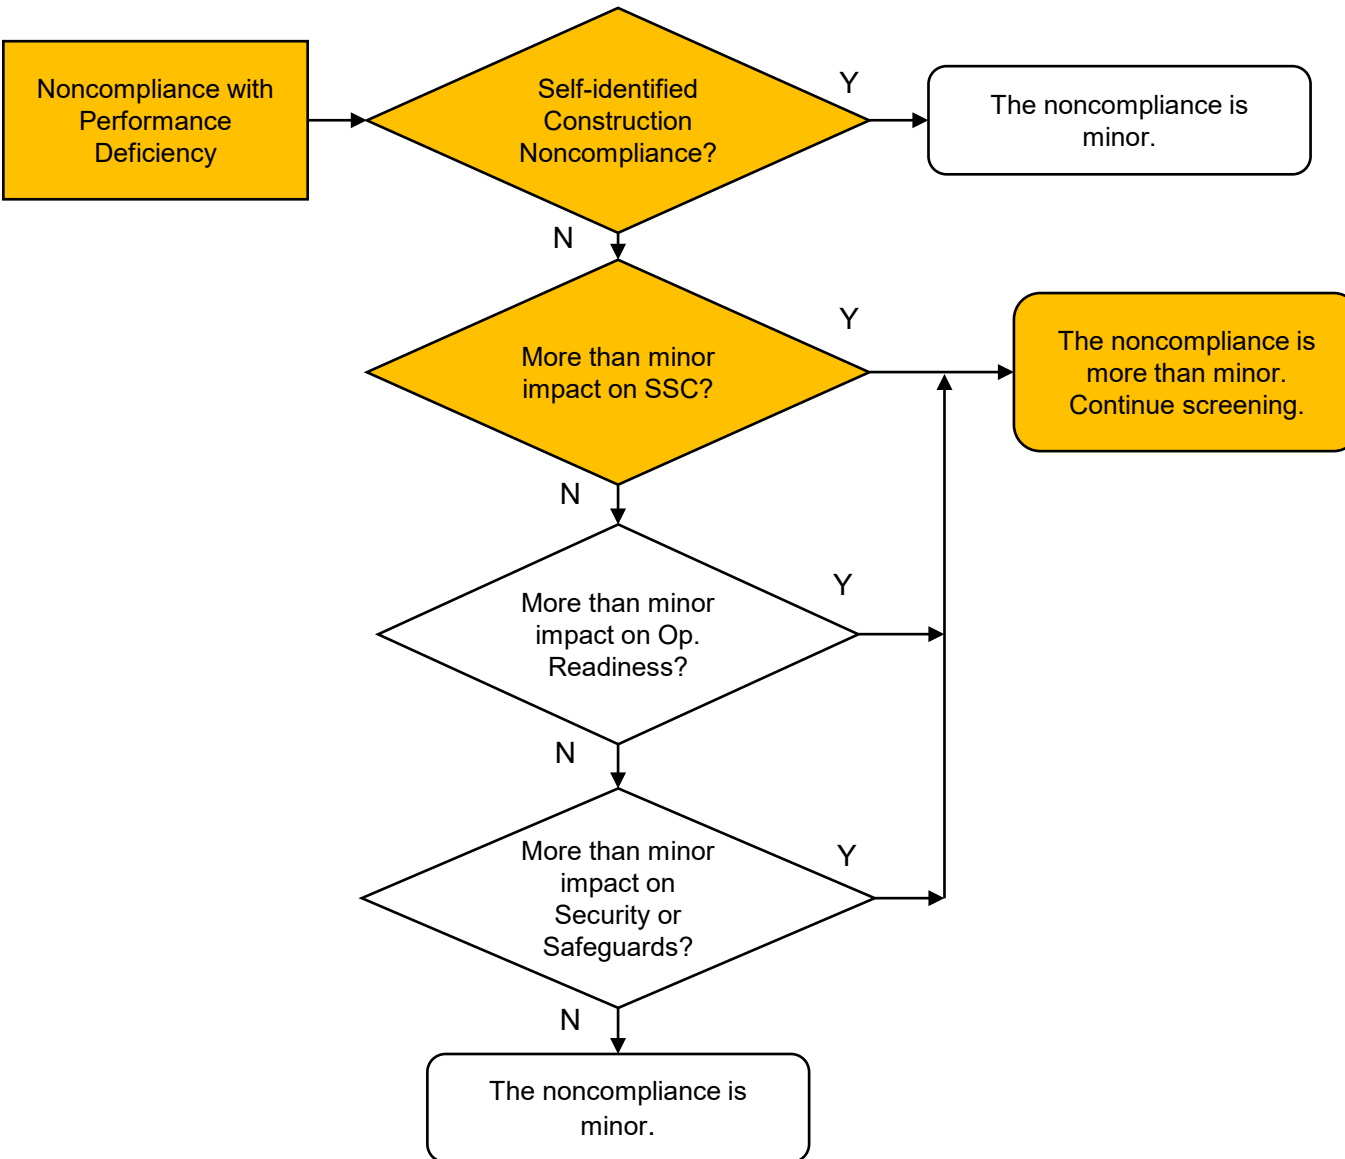 Noncompliance with
Performance
Deficiency
Self-identified
Construction
Noncompliance?
Y
The noncompliance is
minor.
N
More than minor
impact on SSC?
Y
The noncompliance is
more than minor.
Continue screening.
N
More than minor
impact on Op.
Readiness?
Y
N
More than minor
impact on
Security or
Safeguards?
Y
N
The noncompliance is
minor.